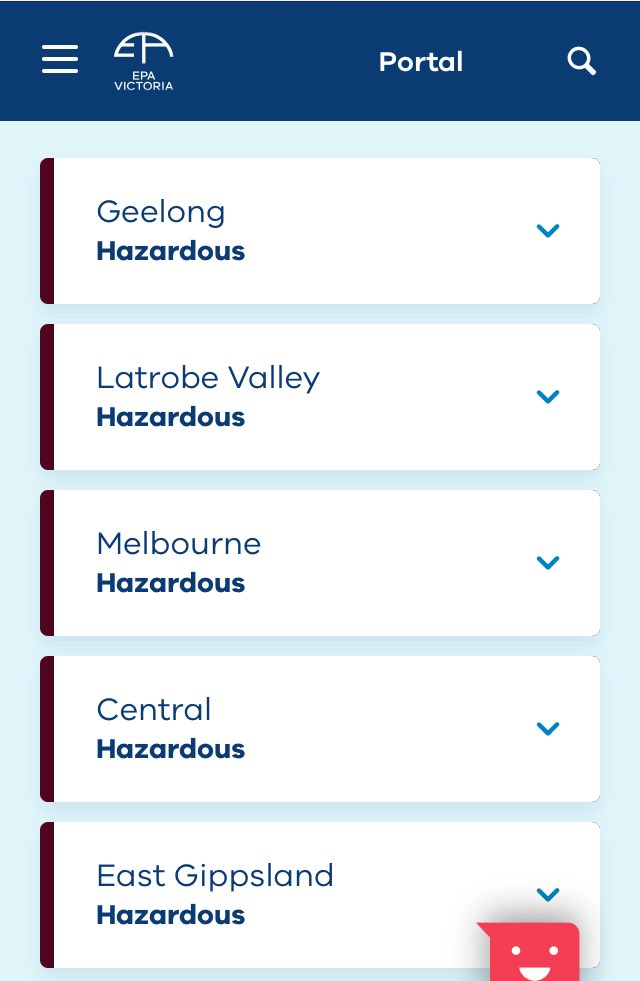 EPA
VICTORIA
Portal
Geelong
Hazardous
Latrobe Valley
Hazardous
Melbourne
Hazardous
Central
Hazardous
East Gippsland
Hazardous